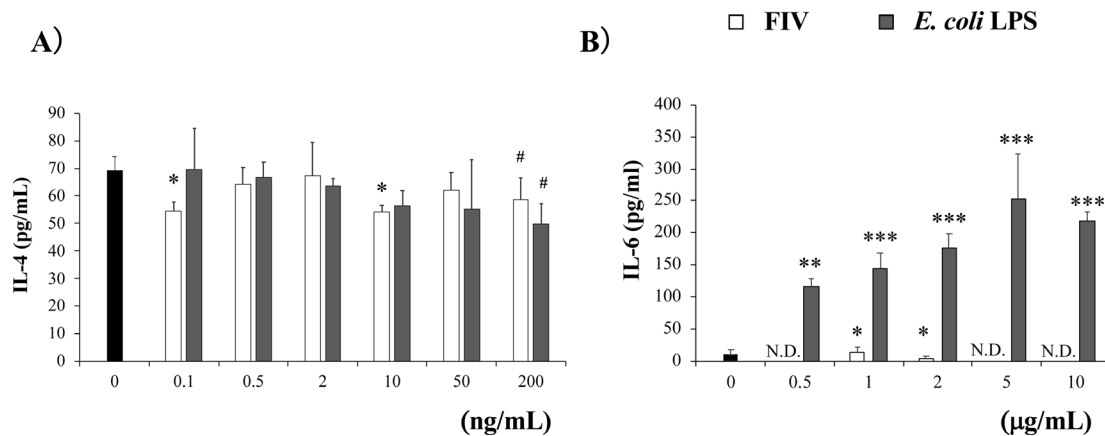 FIV E. coli LPS
A)
B)
IL-4 (pg/mL)
90
80
70
60
50
40
30
20
10
0
* * # #
0 0.1 0.5 2 10 50 200
(ng/mL)
IL-6 (pg/ml)
400
350
300
250
200
150
100
50
0
** *** *** *** ***
N.D. * * N.D. N.D.
0 0.5 1 2 5 10
(μg/mL)